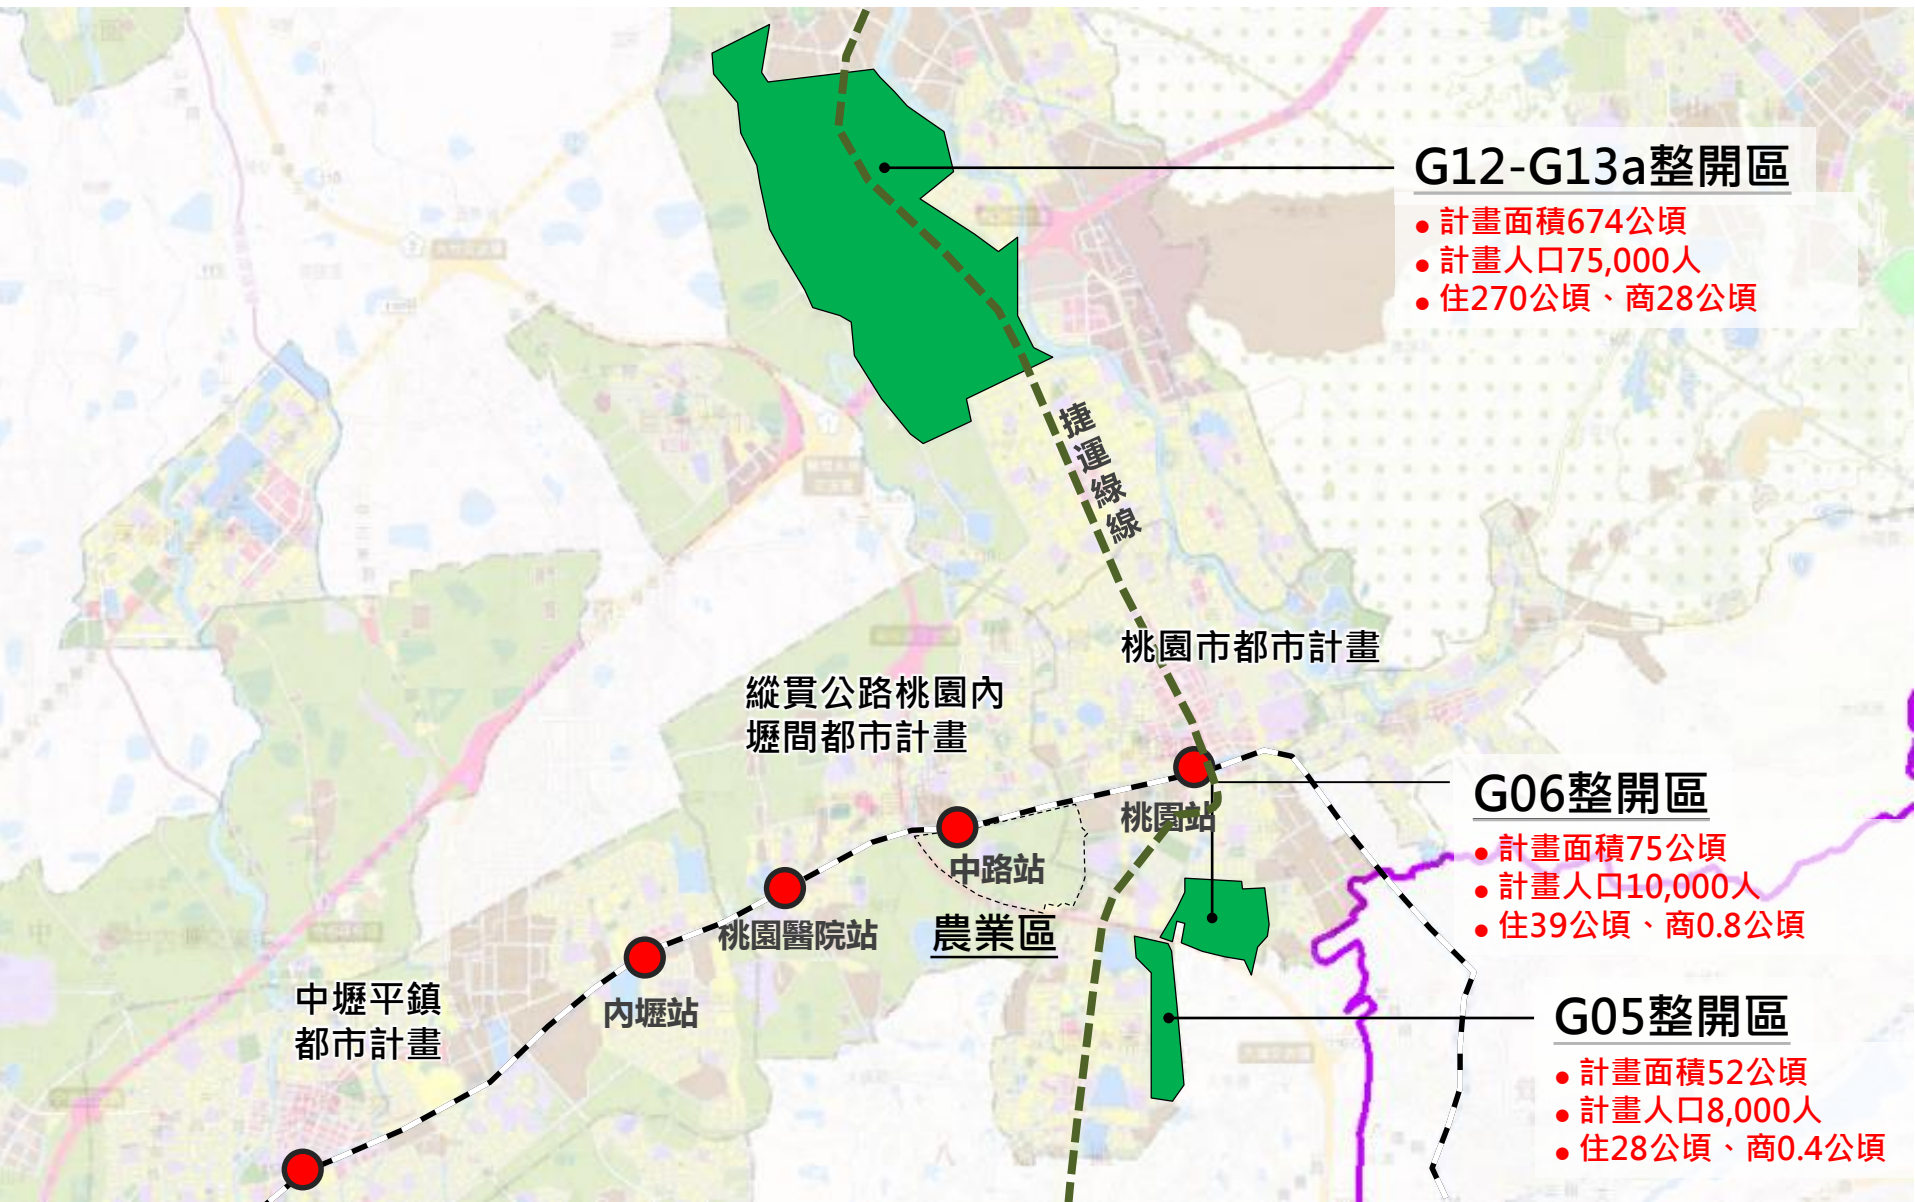 G12-G13a整開區
• 計畫面積674公頃
• 計畫人口75,000人
• 住270公頃、商28公頃
捷運綠線
桃園市都市計畫
縱貫公路桃園內
壢間都市計畫
桃園站
G06整開區
• 計畫面積75公頃
• 計畫人口10,000人
• 住39公頃、商0.8公頃
中路站
農業區
桃園醫院站
內壢站
中壢平鎮
都市計畫
G05整開區
• 計畫面積52公頃
• 計畫人口8,000人
• 住28公頃、商0.4公頃